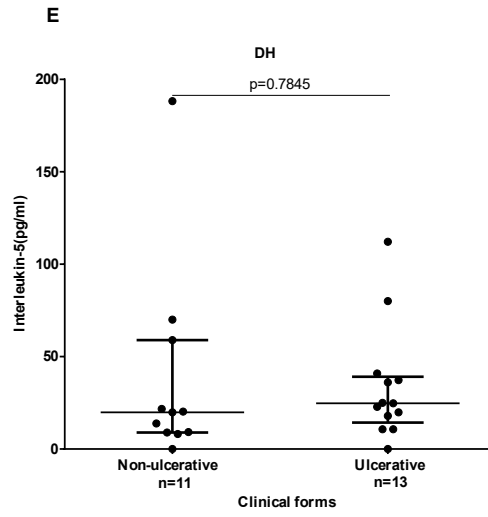 E
DH
p=0.7845
200
150
100
50
0
Interleukin-5(pg/ml)
Non-ulcerative
n=11
Ulcerative
n=13
Clinical forms